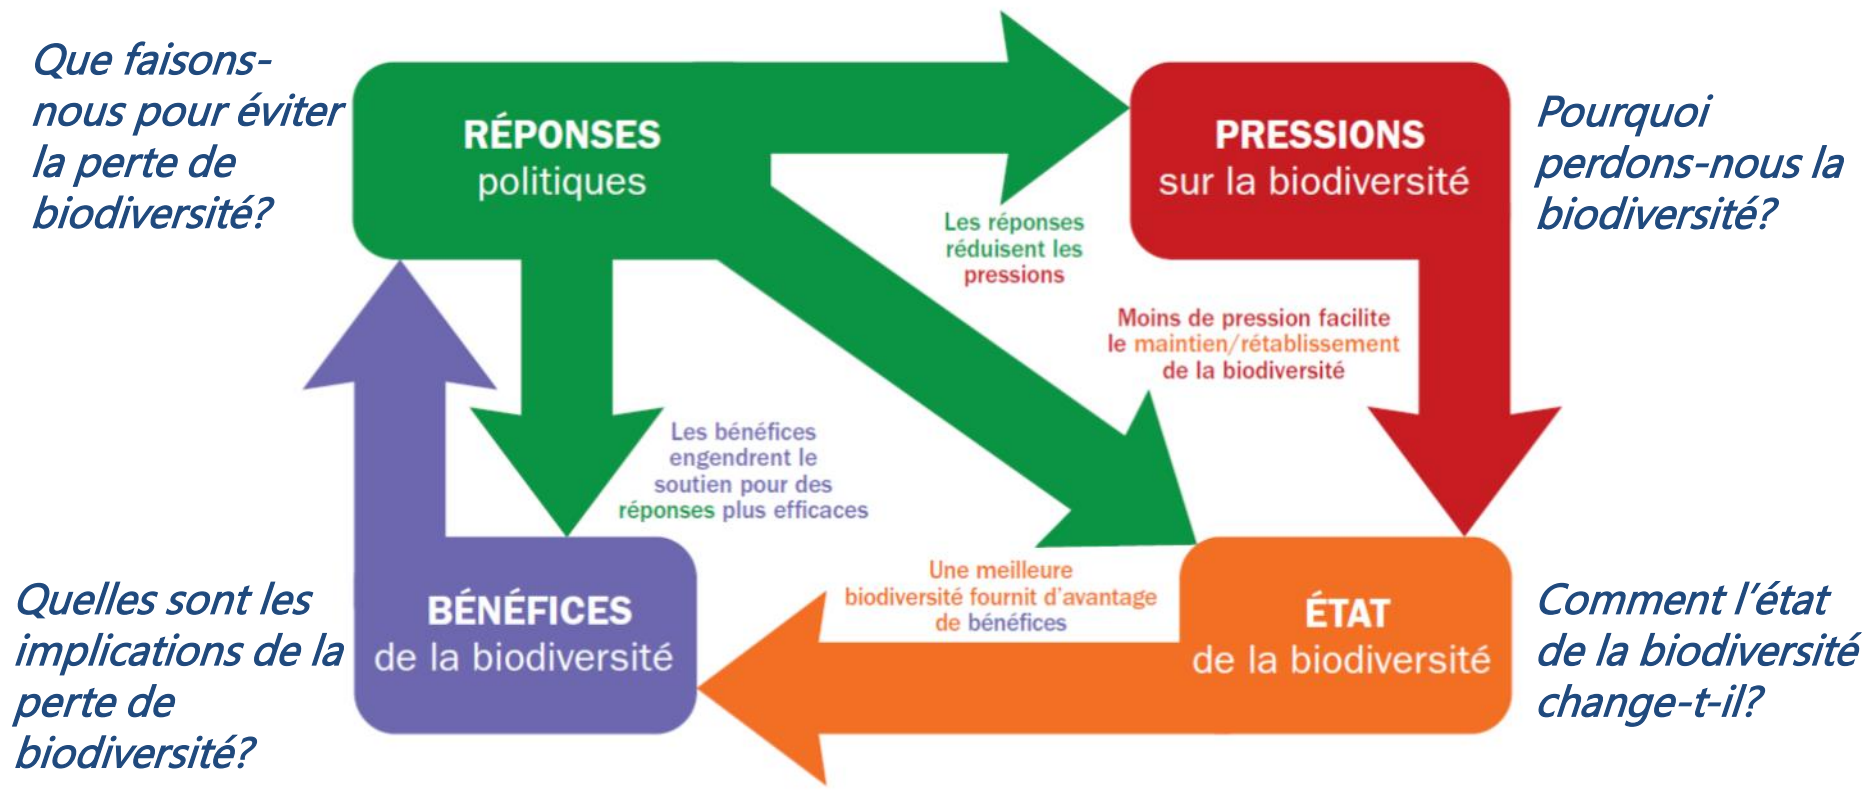 Que faisons-
nous pour éviter
la perte de
biodiversité?
RÉPONSES
politiques
PRESSIONS
sur la biodiversité
Pourquoi
perdons-nous la
biodiversité?
Les réponses
réduisent les
pressions
Moins de pression facilite
le maintien/rétablissement
de la biodiversité
Les bénéfices
engendrent le
soutien pour des
réponses plus efficaces
Une meilleure
biodiversité fournit d'avantage
de bénéfices
Quelles sont les
implications de la
perte de
biodiversité?
BÉNÉFICES
de la biodiversité
ÉTAT
de la biodiversité
Comment l'état
de la biodiversité
change-t-il?